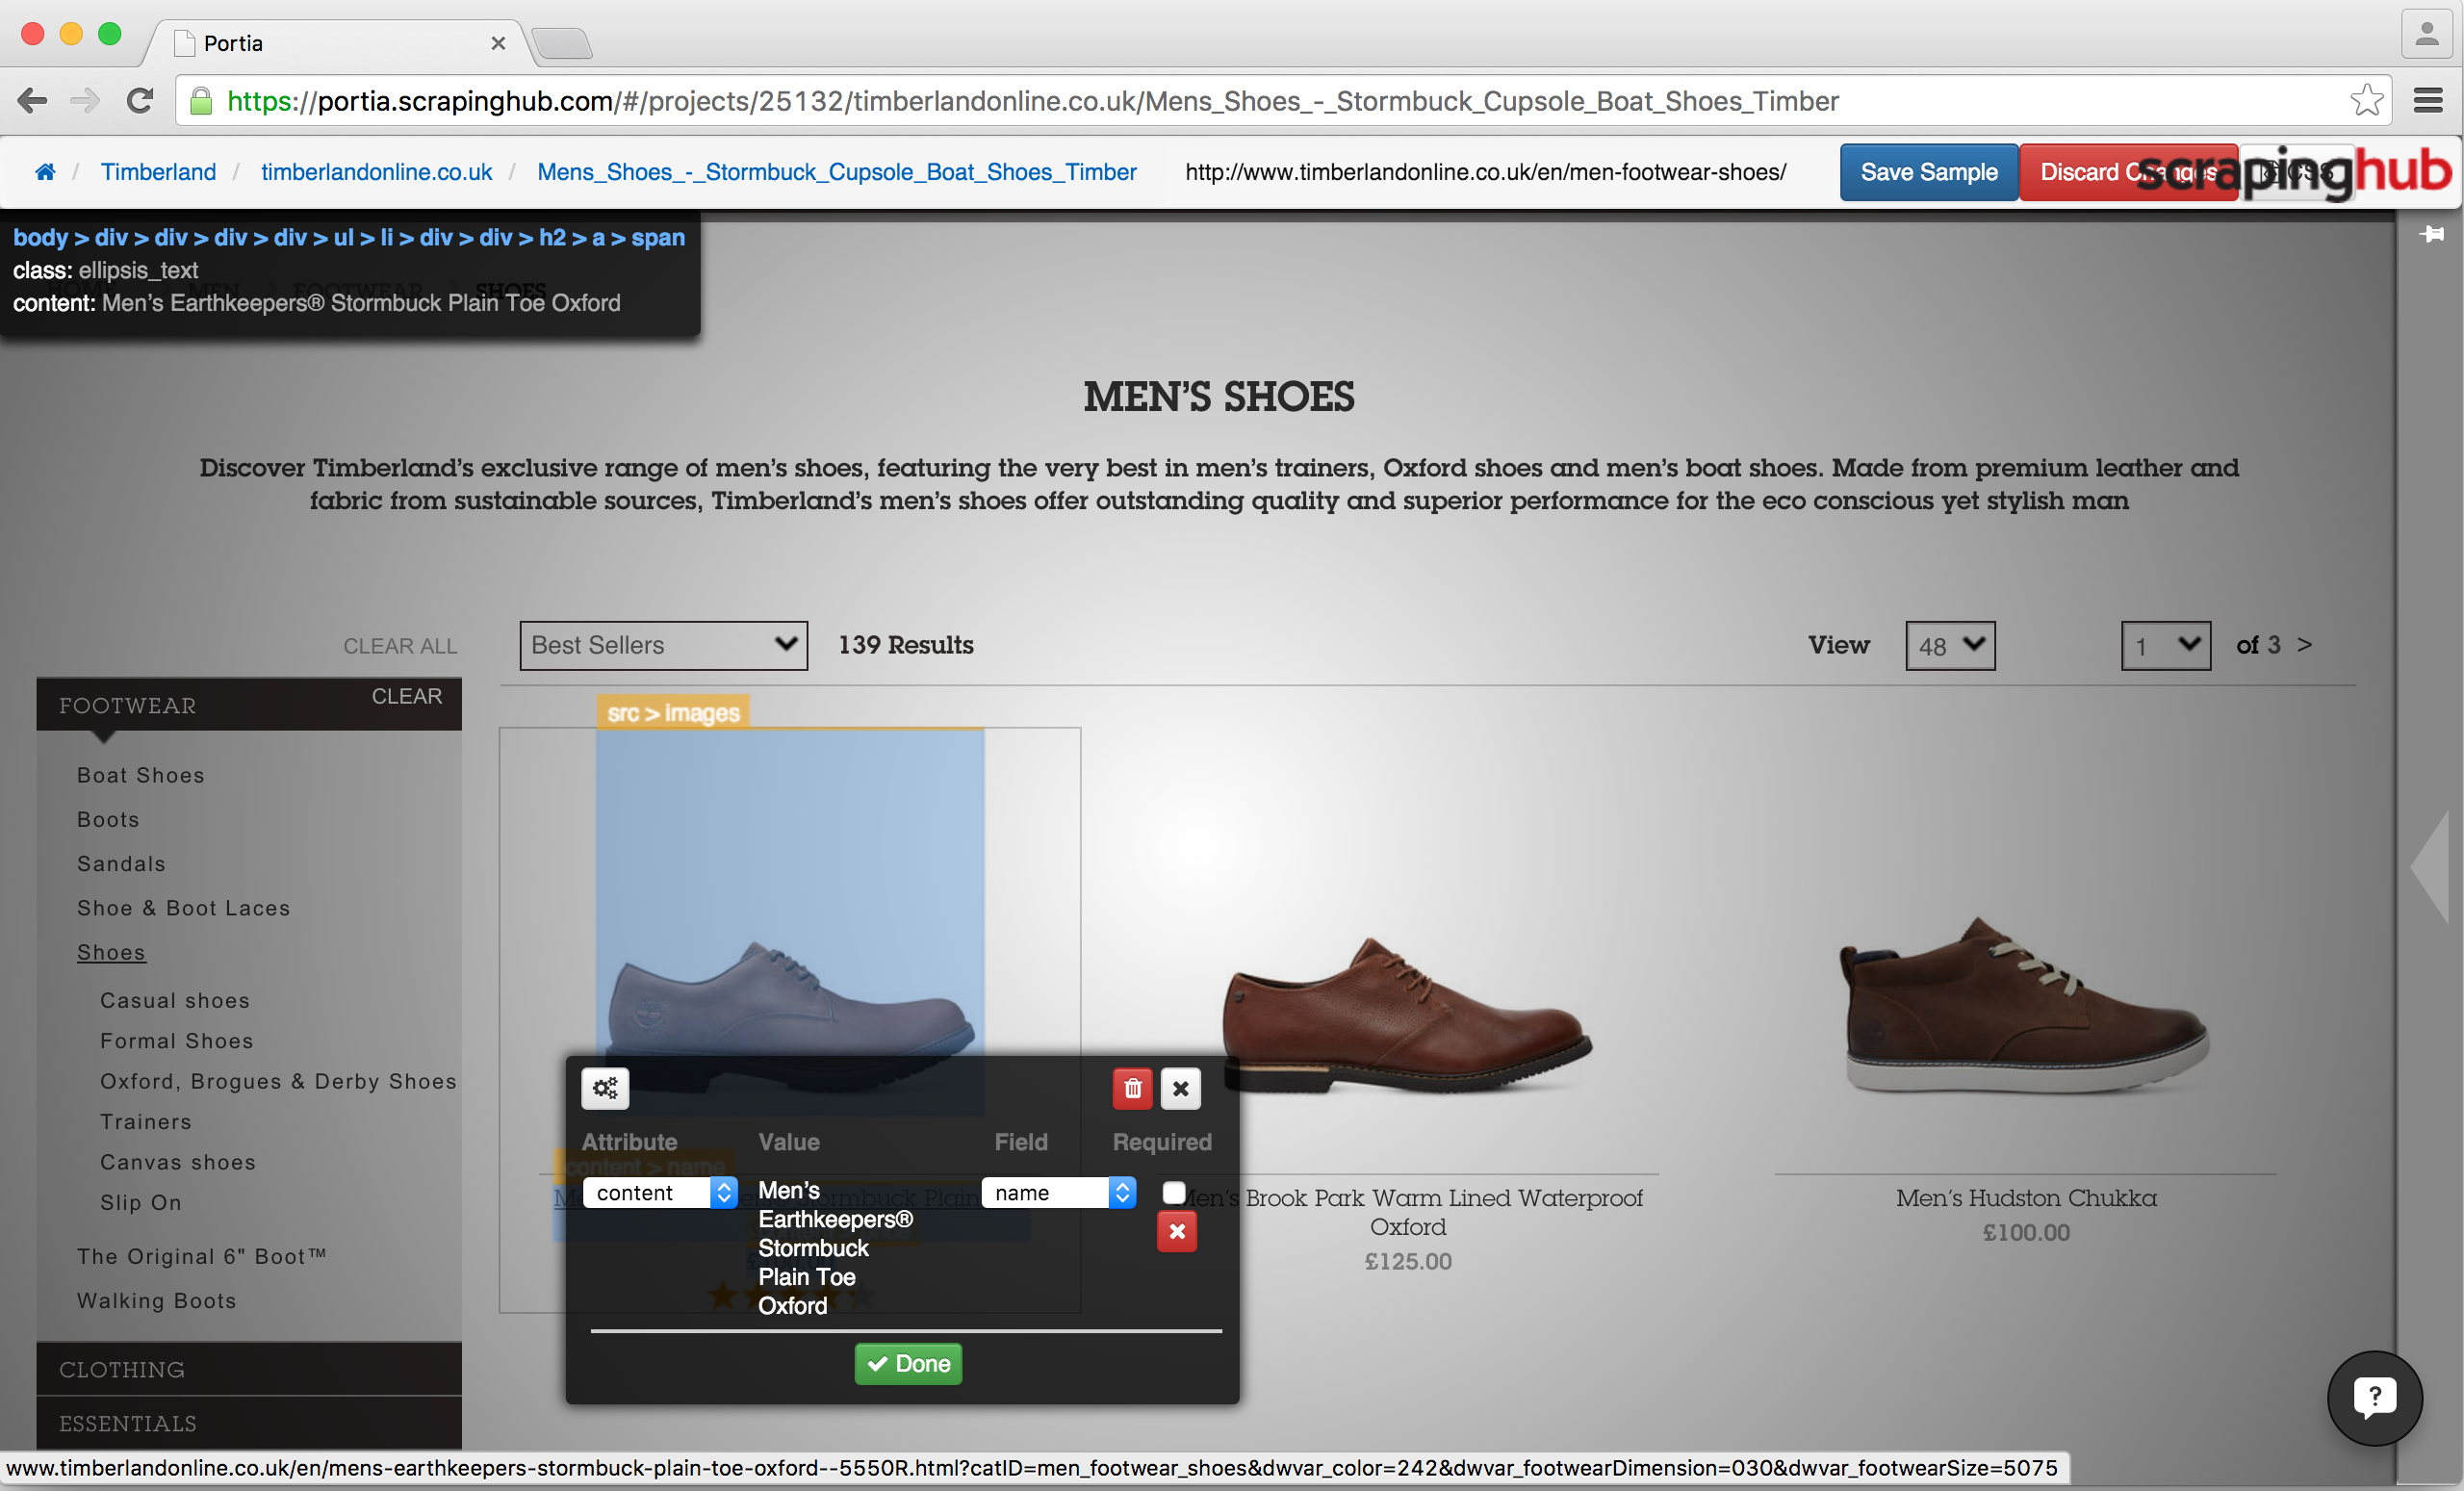 Portia
https://portia.scrapinghub.com/#/projects/25132/timberlandonline.co.uk/Mens_Shoes_-_Stormbuck_Cupsole_Boat_Shoes_Timber
/ Timberland / timberlandonline.co.uk / Mens_Shoes_-_Stormbuck_Cupsole_Boat_Shoes_Timber http://www.timberlandonline.co.uk/en/men-footwear-shoes/ Save Sample Discard Changes CSS
scrapinghub
body > div > div > div > div > ul > li > div > div > h2 > a > span
class: ellipsis_text
HOME MEN FOOTWEAR SHOES
content: Men's Earthkeepers® Stormbuck Plain Toe Oxford
MEN'S SHOES
Discover Timberland's exclusive range of men's shoes, featuring the very best in men's trainers, Oxford shoes and men's boat shoes. Made from premium leather and
fabric from sustainable sources, Timberland's men's shoes offer outstanding quality and superior performance for the eco conscious yet stylish man
CLEAR ALL
Best Sellers 139 Results View 48 1 of 3 >
FOOTWEAR CLEAR
Boat Shoes
Boots
Sandals
Shoe & Boot Laces
Shoes
Casual shoes
Formal Shoes
Oxford, Brogues & Derby Shoes
Trainers
Canvas shoes
Slip On
The Original 6" Boot™
Walking Boots
CLOTHING
ESSENTIALS
src > images
Attribute Value Field Required
content > name
content Men's name
Earthkeepers®
Stormbuck
Plain Toe
Oxford
Done
Stormbuck Plain
Men's Brook Park Warm Lined Waterproof
Oxford
£125.00
Men's Hudston Chukka
£100.00
?
www.timberlandonline.co.uk/en/mens-earthkeepers-stormbuck-plain-toe-oxford--5550R.html?catID=men_footwear_shoes&dwvar_color=242&dwvar_footwearDimension=030&dwvar_footwearSize=5075